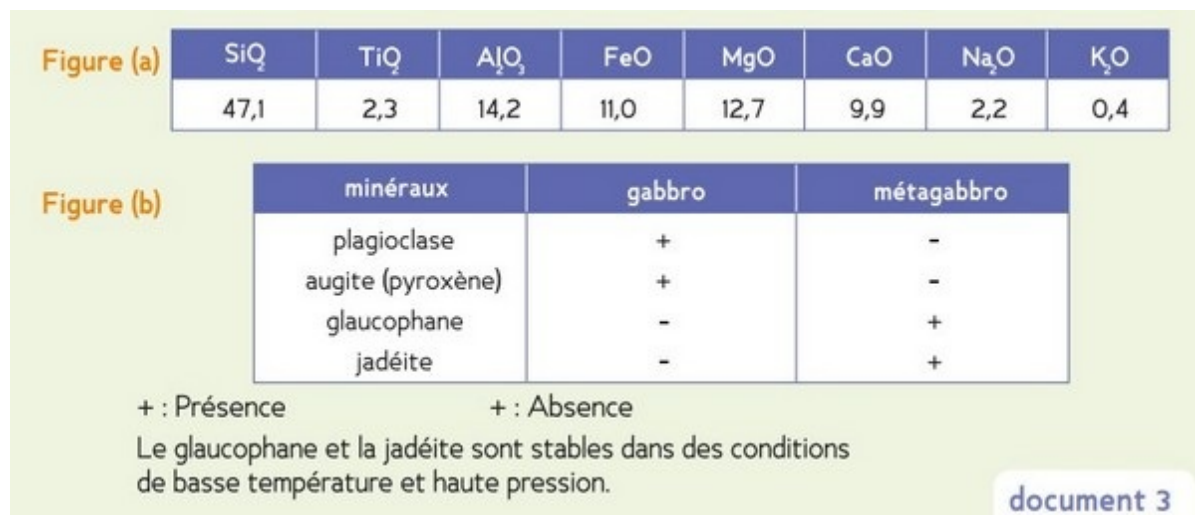 Figure (a)
SiO₂ TiO₂ Al₂O₃ FeO MgO CaO Na₂O K₂O
47,1 2,3 14,2 11,0 12,7 9,9 2,2 0,4
Figure (b)
minéraux gabbro métagabbro
plagioclase + -
augite (pyroxène) + -
glaucophane - +
jadéite - +
+ : Présence + : Absence
Le glaucophane et la jadéite sont stables dans des conditions
de basse température et haute pression.
document 3